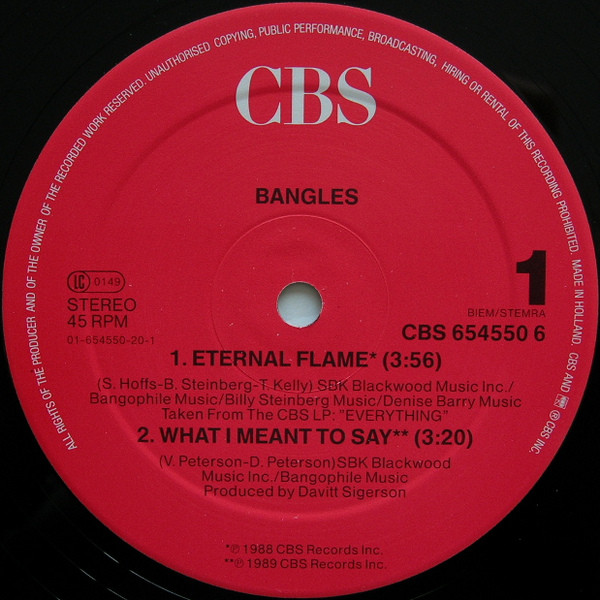 ALL RIGHTS OF THE PRODUCER AND OF THE OWNER OF THE RECORDED WORK RESERVED. UNAUTHORISED COPYING, PUBLIC PERFORMANCE, BROADCASTING, HIRING OR RENTAL OF THIS RECORDING PROHIBITED. MADE IN HOLLAND. CBS AND ℗ CBS INC.
CBS
BANGLES
LC 0149
STEREO
45 RPM
01-654550-20-1
1
BIEM/STEMRA
CBS 654550 6
1. ETERNAL FLAME* (3:56)
(S. Hoffs-B. Steinberg-T. Kelly) SBK Blackwood Music Inc./
Bangophile Music/Billy Steinberg Music/Denise Barry Music
Taken From The CBS LP: "EVERYTHING"
2. WHAT I MEANT TO SAY** (3:20)
(V. Peterson-D. Peterson)SBK Blackwood
Music Inc./Bangophile Music
Produced by Davitt Sigerson
*℗ 1988 CBS Records Inc.
**℗ 1989 CBS Records Inc.